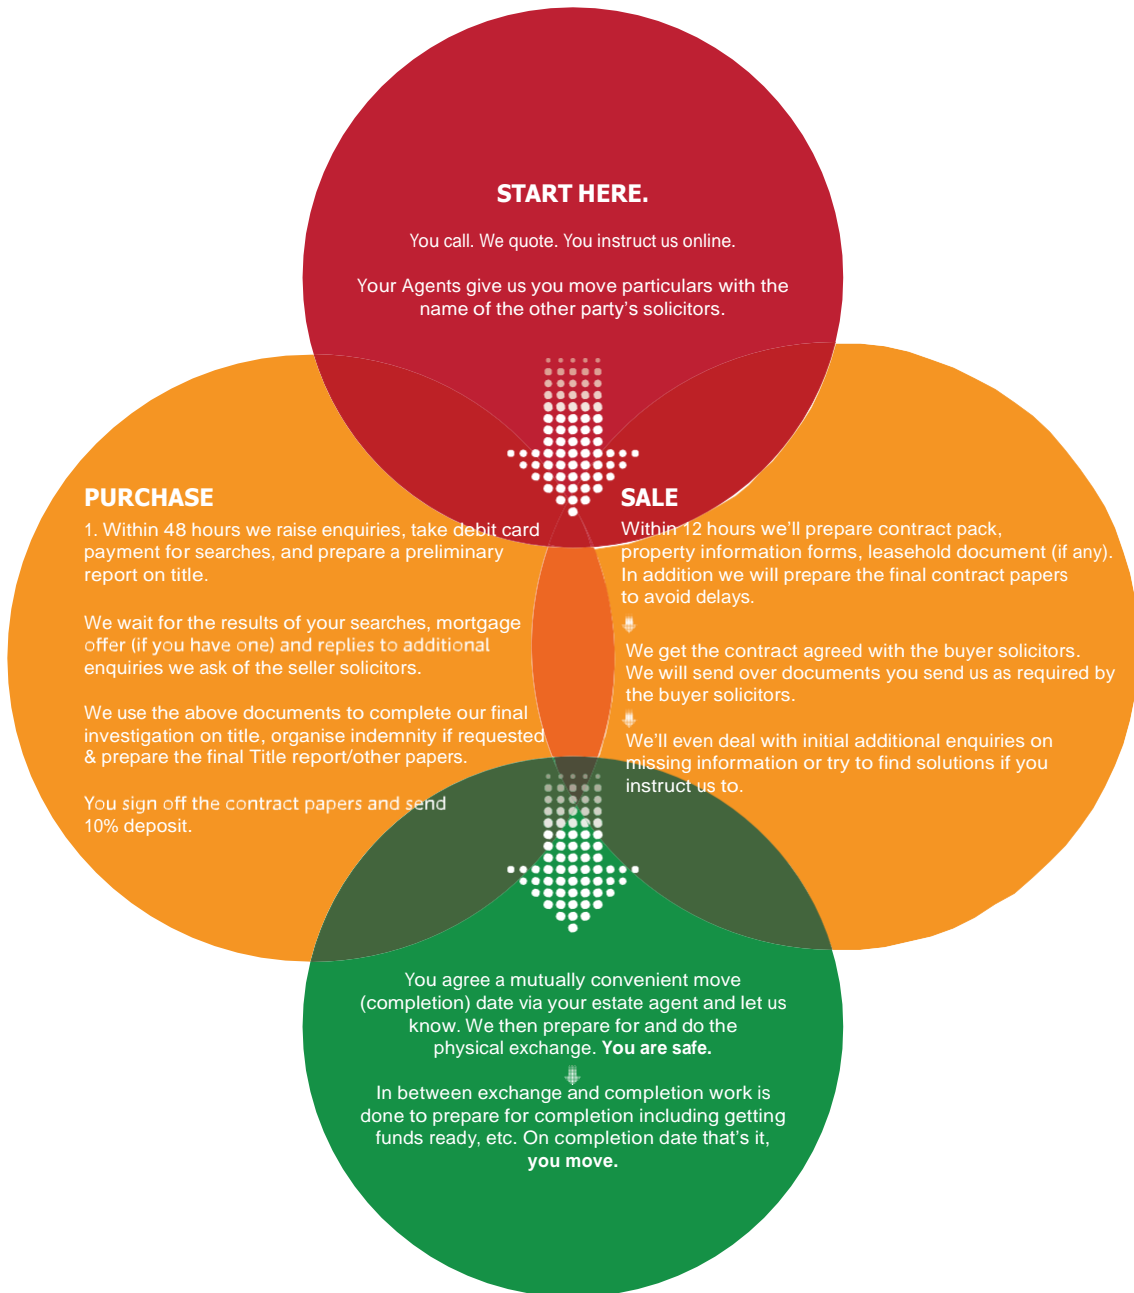 START HERE.
You call. We quote. You instruct us online.
Your Agents give us you move particulars with the
name of the other party's solicitors.
PURCHASE
1. Within 48 hours we raise enquiries, take debit card
payment for searches, and prepare a preliminary
report on title.
We wait for the results of your searches, mortgage
offer (if you have one) and replies to additional
enquiries we ask of the seller solicitors.
We use the above documents to complete our final
investigation on title, organise indemnity if requested
& prepare the final Title report/other papers.
You sign off the contract papers and send
10% deposit.
SALE
Within 12 hours we'll prepare contract pack,
property information forms, leasehold document (if any).
In addition we will prepare the final contract papers
to avoid delays.
We get the contract agreed with the buyer solicitors.
We will send over documents you send us as required by
the buyer solicitors.
We'll even deal with initial additional enquiries on
missing information or try to find solutions if you
instruct us to.
You agree a mutually convenient move
(completion) date via your estate agent and let us
know. We then prepare for and do the
physical exchange. You are safe.
In between exchange and completion work is
done to prepare for completion including getting
funds ready, etc. On completion date that's it,
you move.